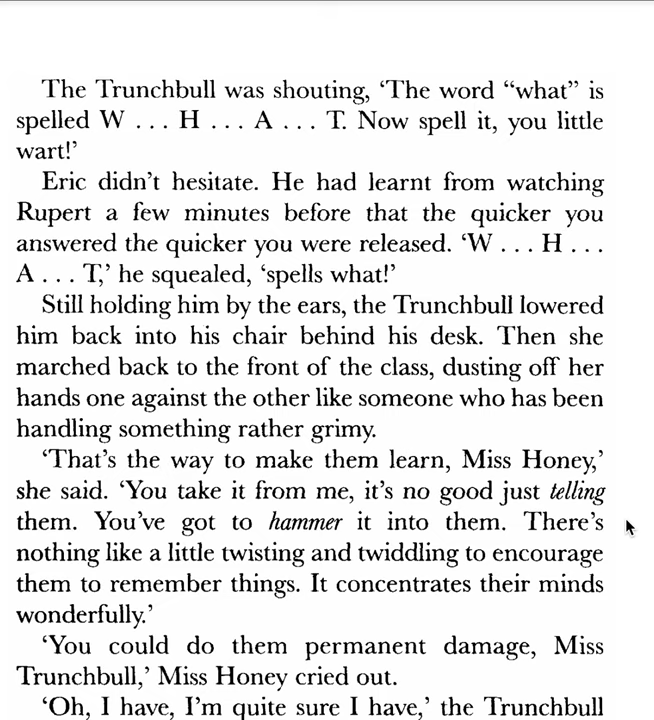 The Trunchbull was shouting, ‘The word “what” is
spelled W . . . H . . . A . . . T. Now spell it, you little
wart!’
Eric didn’t hesitate. He had learnt from watching
Rupert a few minutes before that the quicker you
answered the quicker you were released. ‘W . . . H . . .
A . . . T,’ he squealed, ‘spells what!’
Still holding him by the ears, the Trunchbull lowered
him back into his chair behind his desk. Then she
marched back to the front of the class, dusting off her
hands one against the other like someone who has been
handling something rather grimy.
‘That’s the way to make them learn, Miss Honey,’
she said. ‘You take it from me, it’s no good just telling
them. You’ve got to hammer it into them. There’s
nothing like a little twisting and twiddling to encourage
them to remember things. It concentrates their minds
wonderfully.’
‘You could do them permanent damage, Miss
Trunchbull,’ Miss Honey cried out.
‘Oh, I have, I’m quite sure I have,’ the Trunchbull